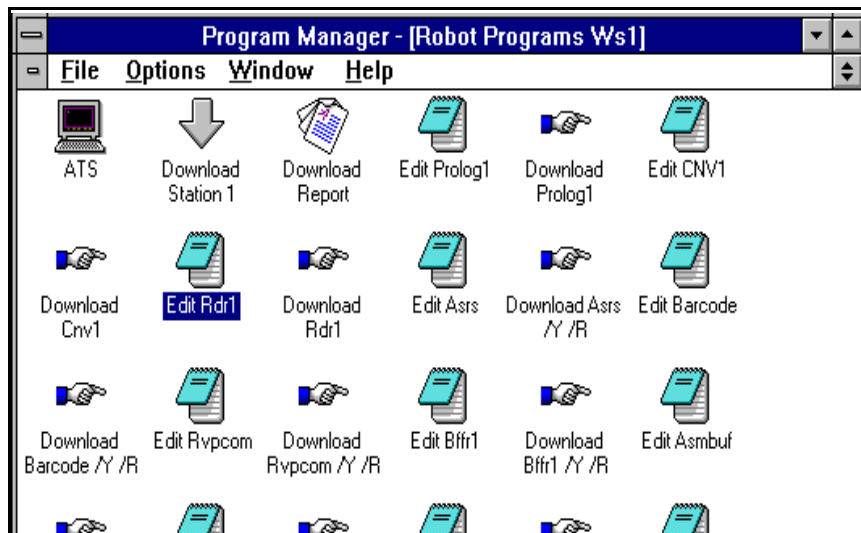 Program Manager - [Robot Programs Ws1]
File Options Window Help
ATS
Download
Station 1
Download
Report
Edit Prolog1
Download
Prolog1
Edit CNV1
Download
Cnv1
Edit Rdr1
Download
Rdr1
Edit Asrs
Download Asrs
/Y /R
Edit Barcode
Download
Barcode /Y /R
Edit Rvpcom
Download
Rvpcom /Y /R
Edit Bffr1
Download
Bffr1 /Y /R
Edit Asmbuf